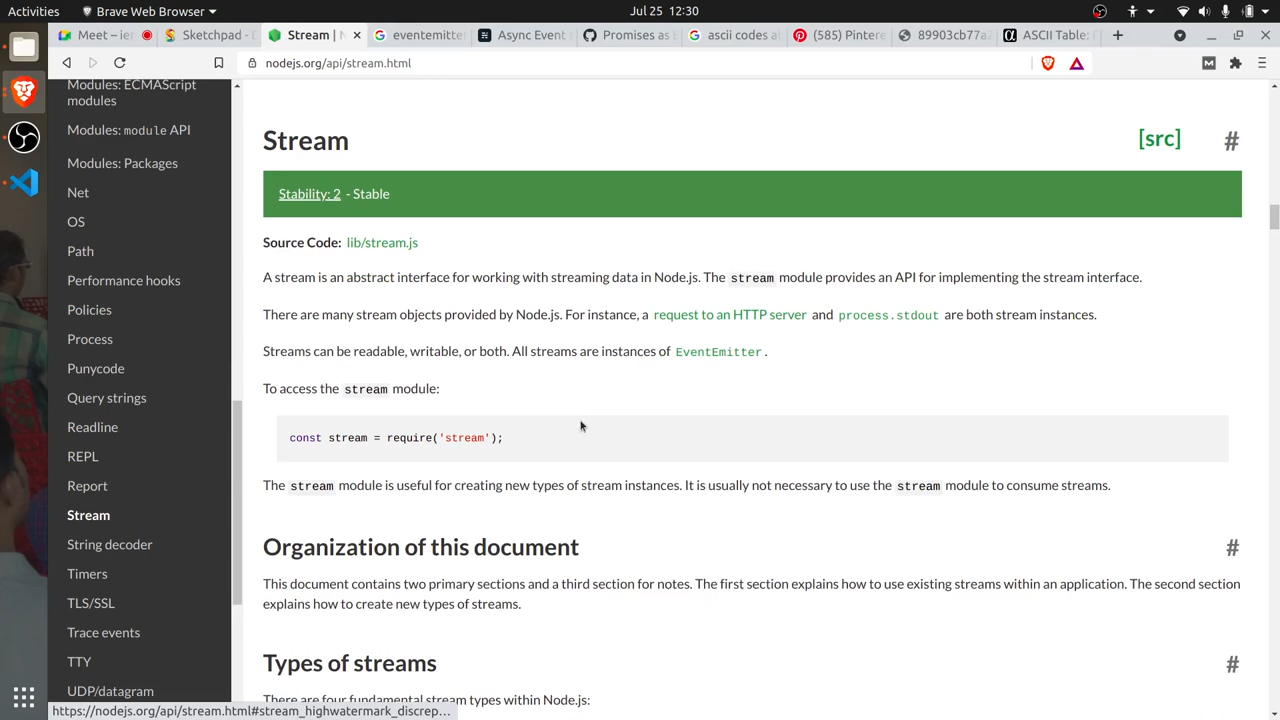 Activities
Brave Web Browser
Jul 25 12:30
Meet – ier
Sketchpad -
Stream | N
eventemitte
Async Event
Promises as E
ascii codes al
(585) Pintere
89903cb77a
ASCII Table:
nodejs.org/api/stream.html
Modules: ECMAScript
modules
Modules: module API
Modules: Packages
Net
OS
Path
Performance hooks
Policies
Process
Punycode
Query strings
Readline
REPL
Report
Stream
String decoder
Timers
TLS/SSL
Trace events
TTY
UDP/datagram
Stream
[src]
#
Stability: 2 - Stable
Source Code: lib/stream.js
A stream is an abstract interface for working with streaming data in Node.js. The stream module provides an API for implementing the stream interface.
There are many stream objects provided by Node.js. For instance, a request to an HTTP server and process.stdout are both stream instances.
Streams can be readable, writable, or both. All streams are instances of EventEmitter.
To access the stream module:
const stream = require('stream');
The stream module is useful for creating new types of stream instances. It is usually not necessary to use the stream module to consume streams.
Organization of this document
#
This document contains two primary sections and a third section for notes. The first section explains how to use existing streams within an application. The second section
explains how to create new types of streams.
Types of streams
#
There are four fundamental stream types within Node.js:
https://nodejs.org/api/stream.html#stream_highwatermark_discrep…